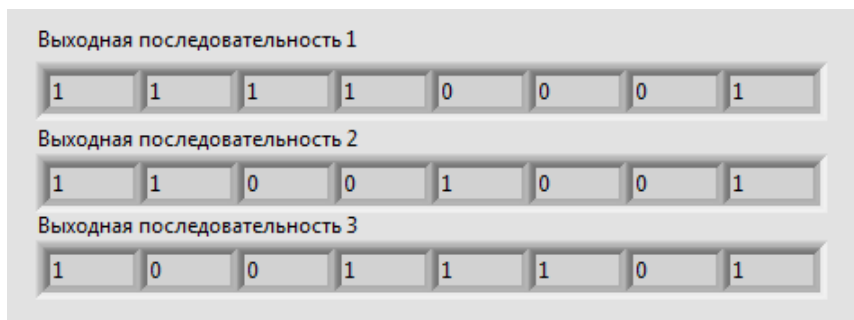 Выходная последовательность 1
1 1 1 1 0 0 0 1
Выходная последовательность 2
1 1 0 0 1 0 0 1
Выходная последовательность 3
1 0 0 1 1 1 0 1